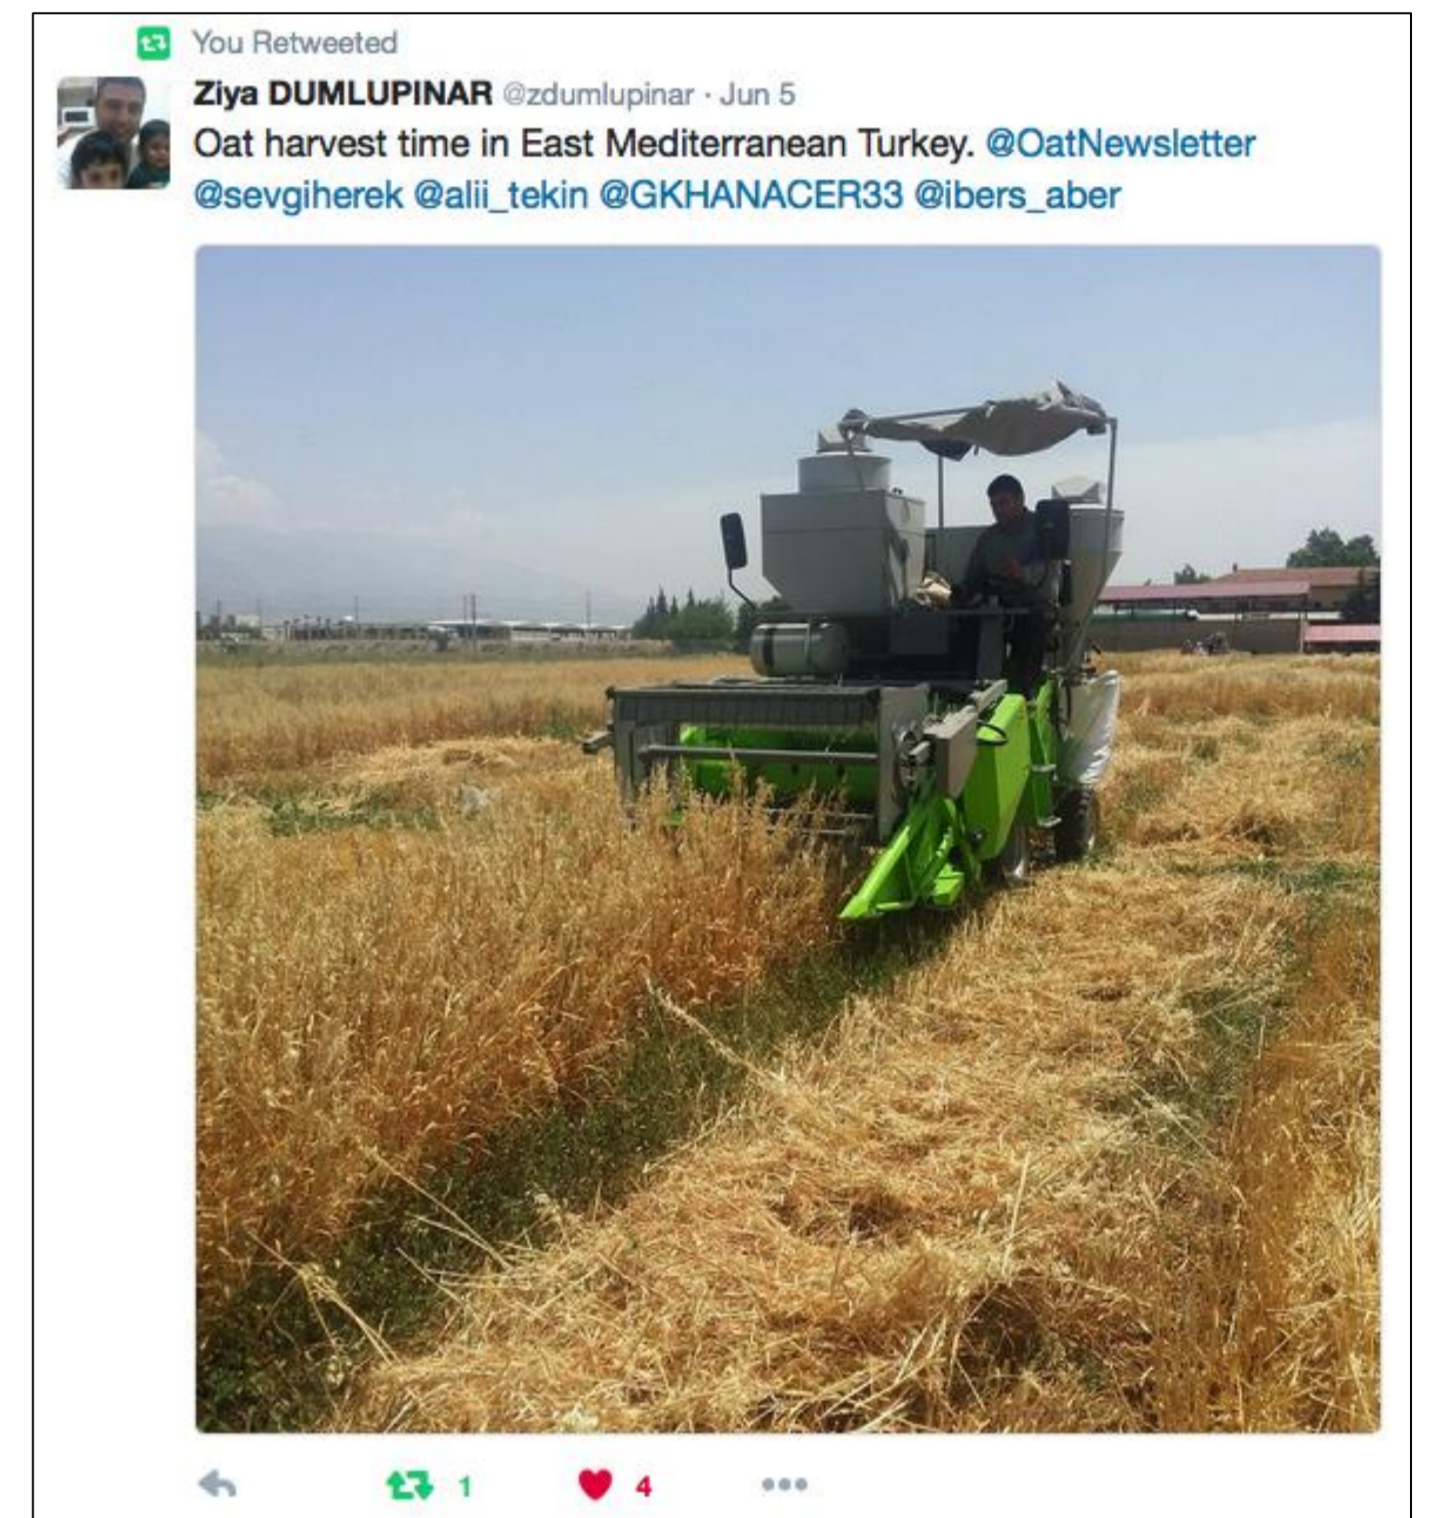 You Retweeted
Ziya DUMLUPINAR @zdumlupinar · Jun 5
Oat harvest time in East Mediterranean Turkey. @OatNewsletter
@sevgiherek @alii_tekin @GKHANACER33 @ibers_aber
1 4